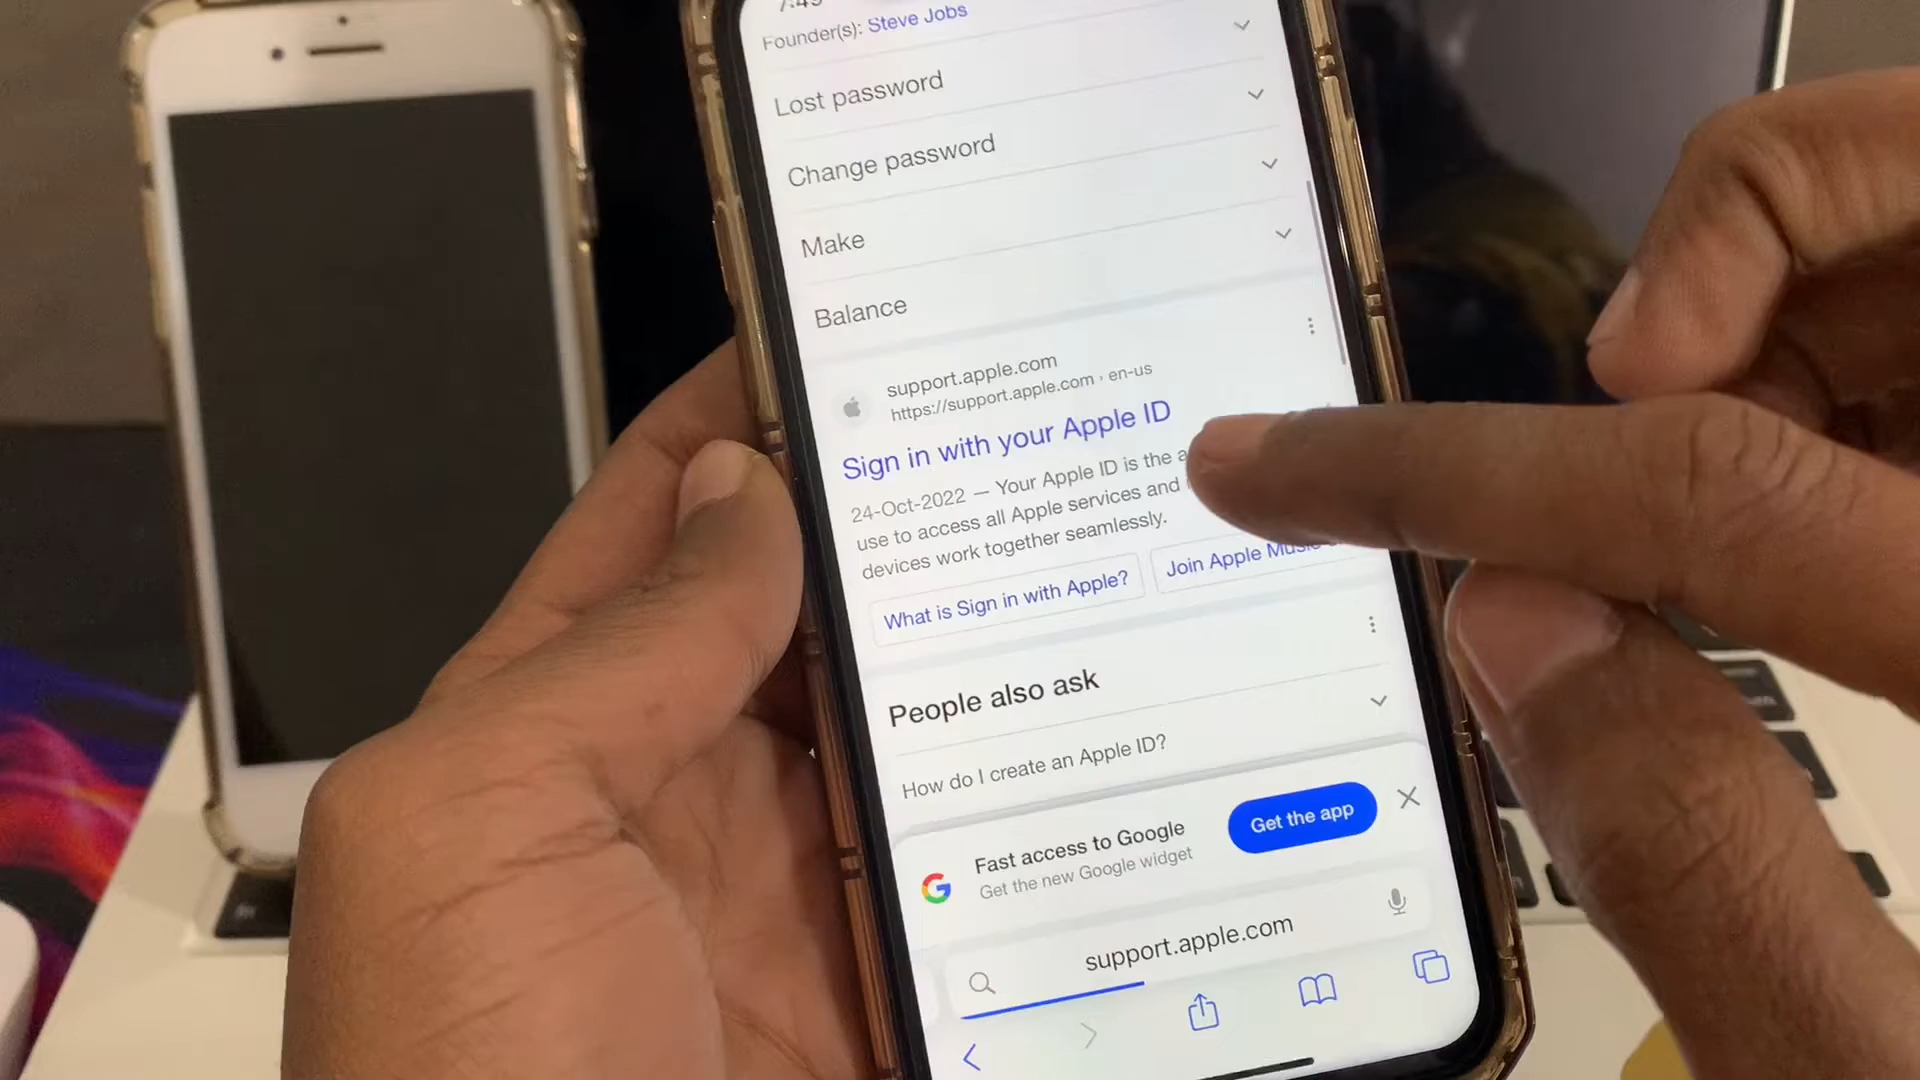 Founder(s): Steve Jobs
Lost password
Change password
Make
Balance
support.apple.com
https://support.apple.com › en-us
Sign in with your Apple ID
24-Oct-2022 — Your Apple ID is the
use to access all Apple services and
devices work together seamlessly.
What is Sign in with Apple?
Join Apple Music
People also ask
How do I create an Apple ID?
Fast access to Google
Get the new Google widget
Get the app
support.apple.com